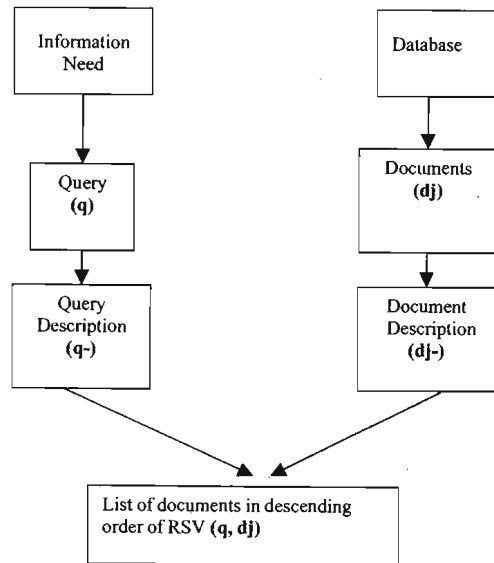 Information
Need
Database
Query
(q)
Documents
(dj)
Query
Description
(q-)
Document
Description
(dj-)
List of documents in descending
order of RSV (q, dj)